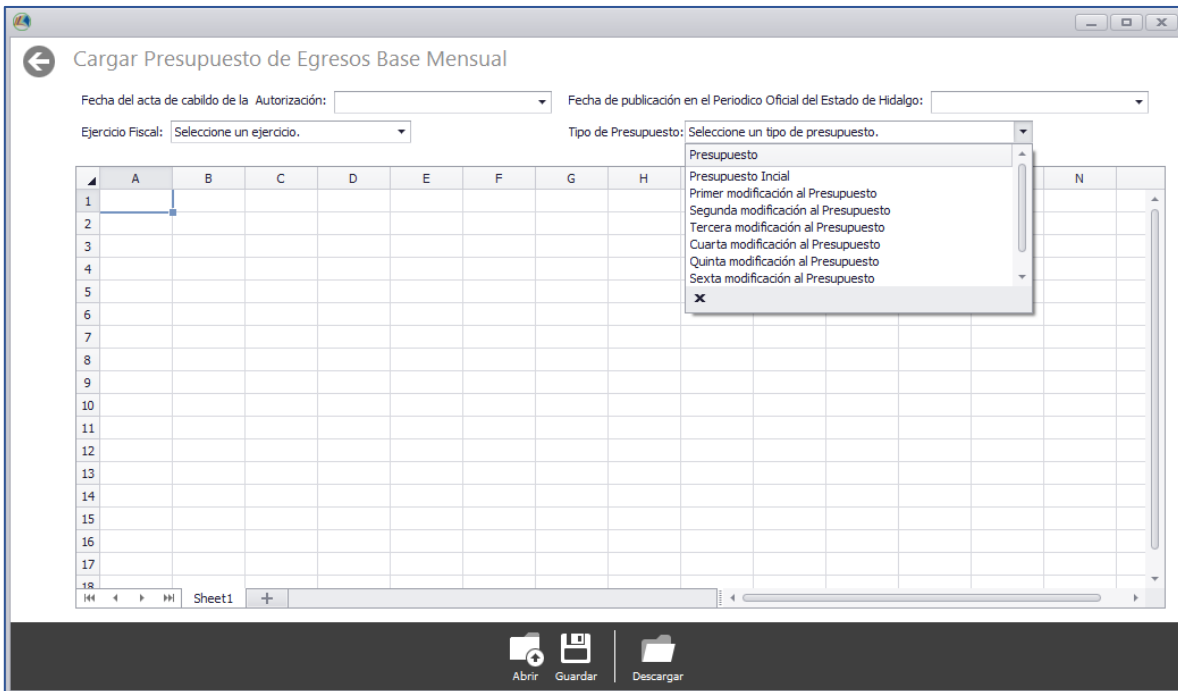 Cargar Presupuesto de Egresos Base Mensual
Fecha del acta de cabildo de la Autorización: Fecha de publicación en el Periodico Oficial del Estado de Hidalgo:
Ejercicio Fiscal: Seleccione un ejercicio. Tipo de Presupuesto: Seleccione un tipo de presupuesto.
Presupuesto
Presupuesto Incial
Primer modificación al Presupuesto
Segunda modificación al Presupuesto
Tercera modificación al Presupuesto
Cuarta modificación al Presupuesto
Quinta modificación al Presupuesto
Sexta modificación al Presupuesto
x
A B C D E F G H N
1
2
3
4
5
6
7
8
9
10
11
12
13
14
15
16
17
18
Sheet1 +
Abrir Guardar Descargar